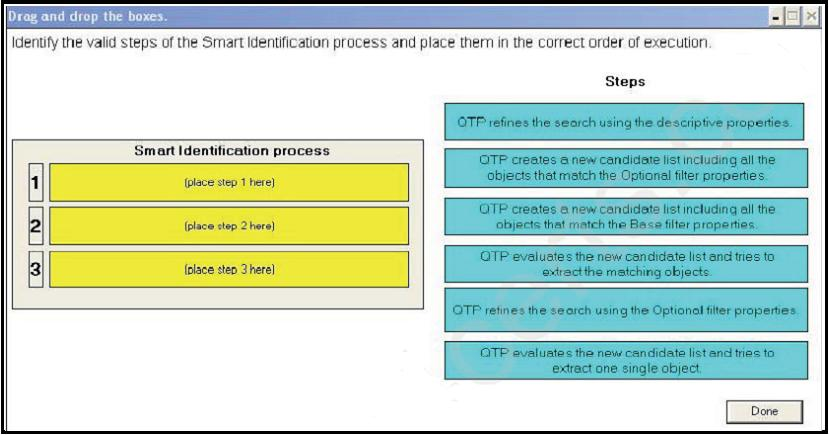 Drag and drop the boxes.
Identify the valid steps of the Smart Identification process and place them in the correct order of execution.
Steps
QTP refines the search using the descriptive properties.
QTP creates a new candidate list including all the
objects that match the Optional filter properties.
QTP creates a new candidate list including all the
objects that match the Base filter properties.
QTP evaluates the new candidate list and tries to
extract the matching objects.
QTP refines the search using the Optional filter properties.
QTP evaluates the new candidate list and tries to
extract one single object.
Smart Identification process
1
(place step 1 here)
2
(place step 2 here)
3
(place step 3 here)
Done